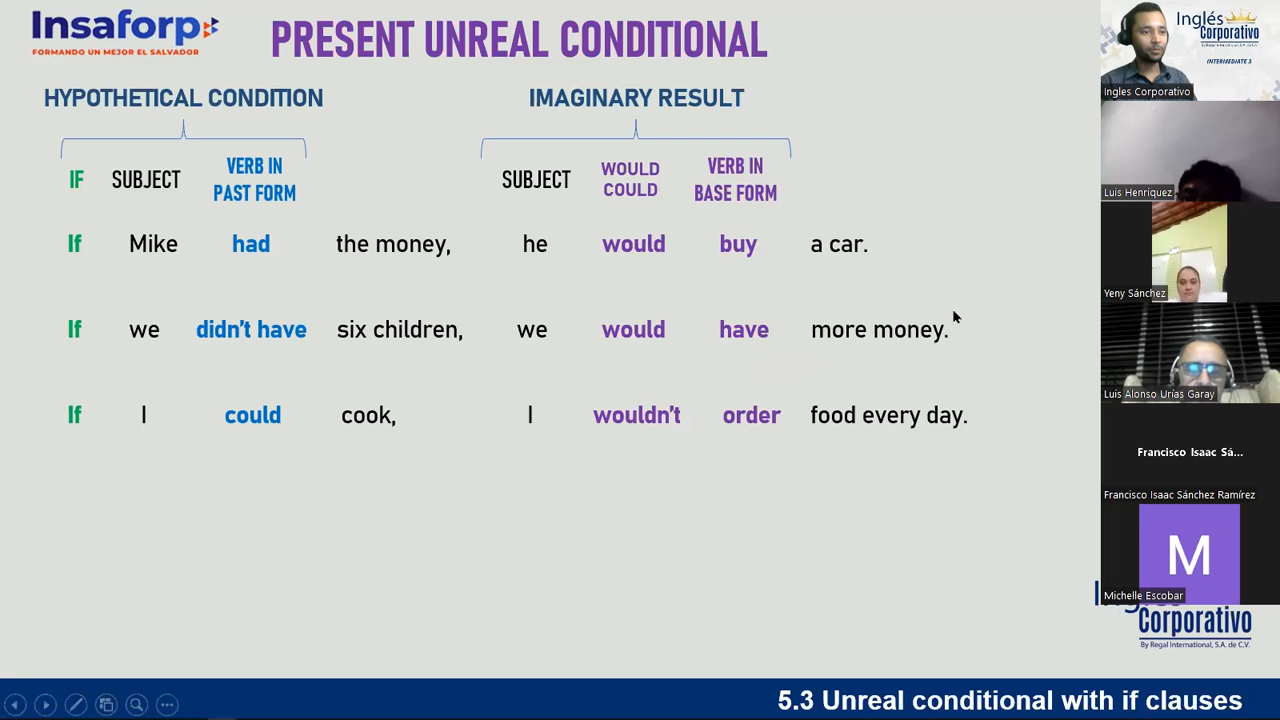 Insaforp
FORMANDO UN MEJOR EL SALVADOR
PRESENT UNREAL CONDITIONAL
HYPOTHETICAL CONDITION IMAGINARY RESULT
IF SUBJECT VERB IN PAST FORM SUBJECT WOULD COULD VERB IN BASE FORM
If Mike had the money, he would buy a car.
If we didn't have six children, we would have more money.
If I could cook, I wouldn't order food every day.
Inglés
Corporativo
INTERMEDIATE 3
Ingles Corporativo
Luis Henriquez
Yeny Sánchez
Luis Alonso Urías Garay
Francisco Isaac Sá...
Francisco Isaac Sánchez Ramírez
M
Michelle Escobar
Corporativo
By Regal International, S.A. de C.V.
5.3 Unreal conditional with if clauses